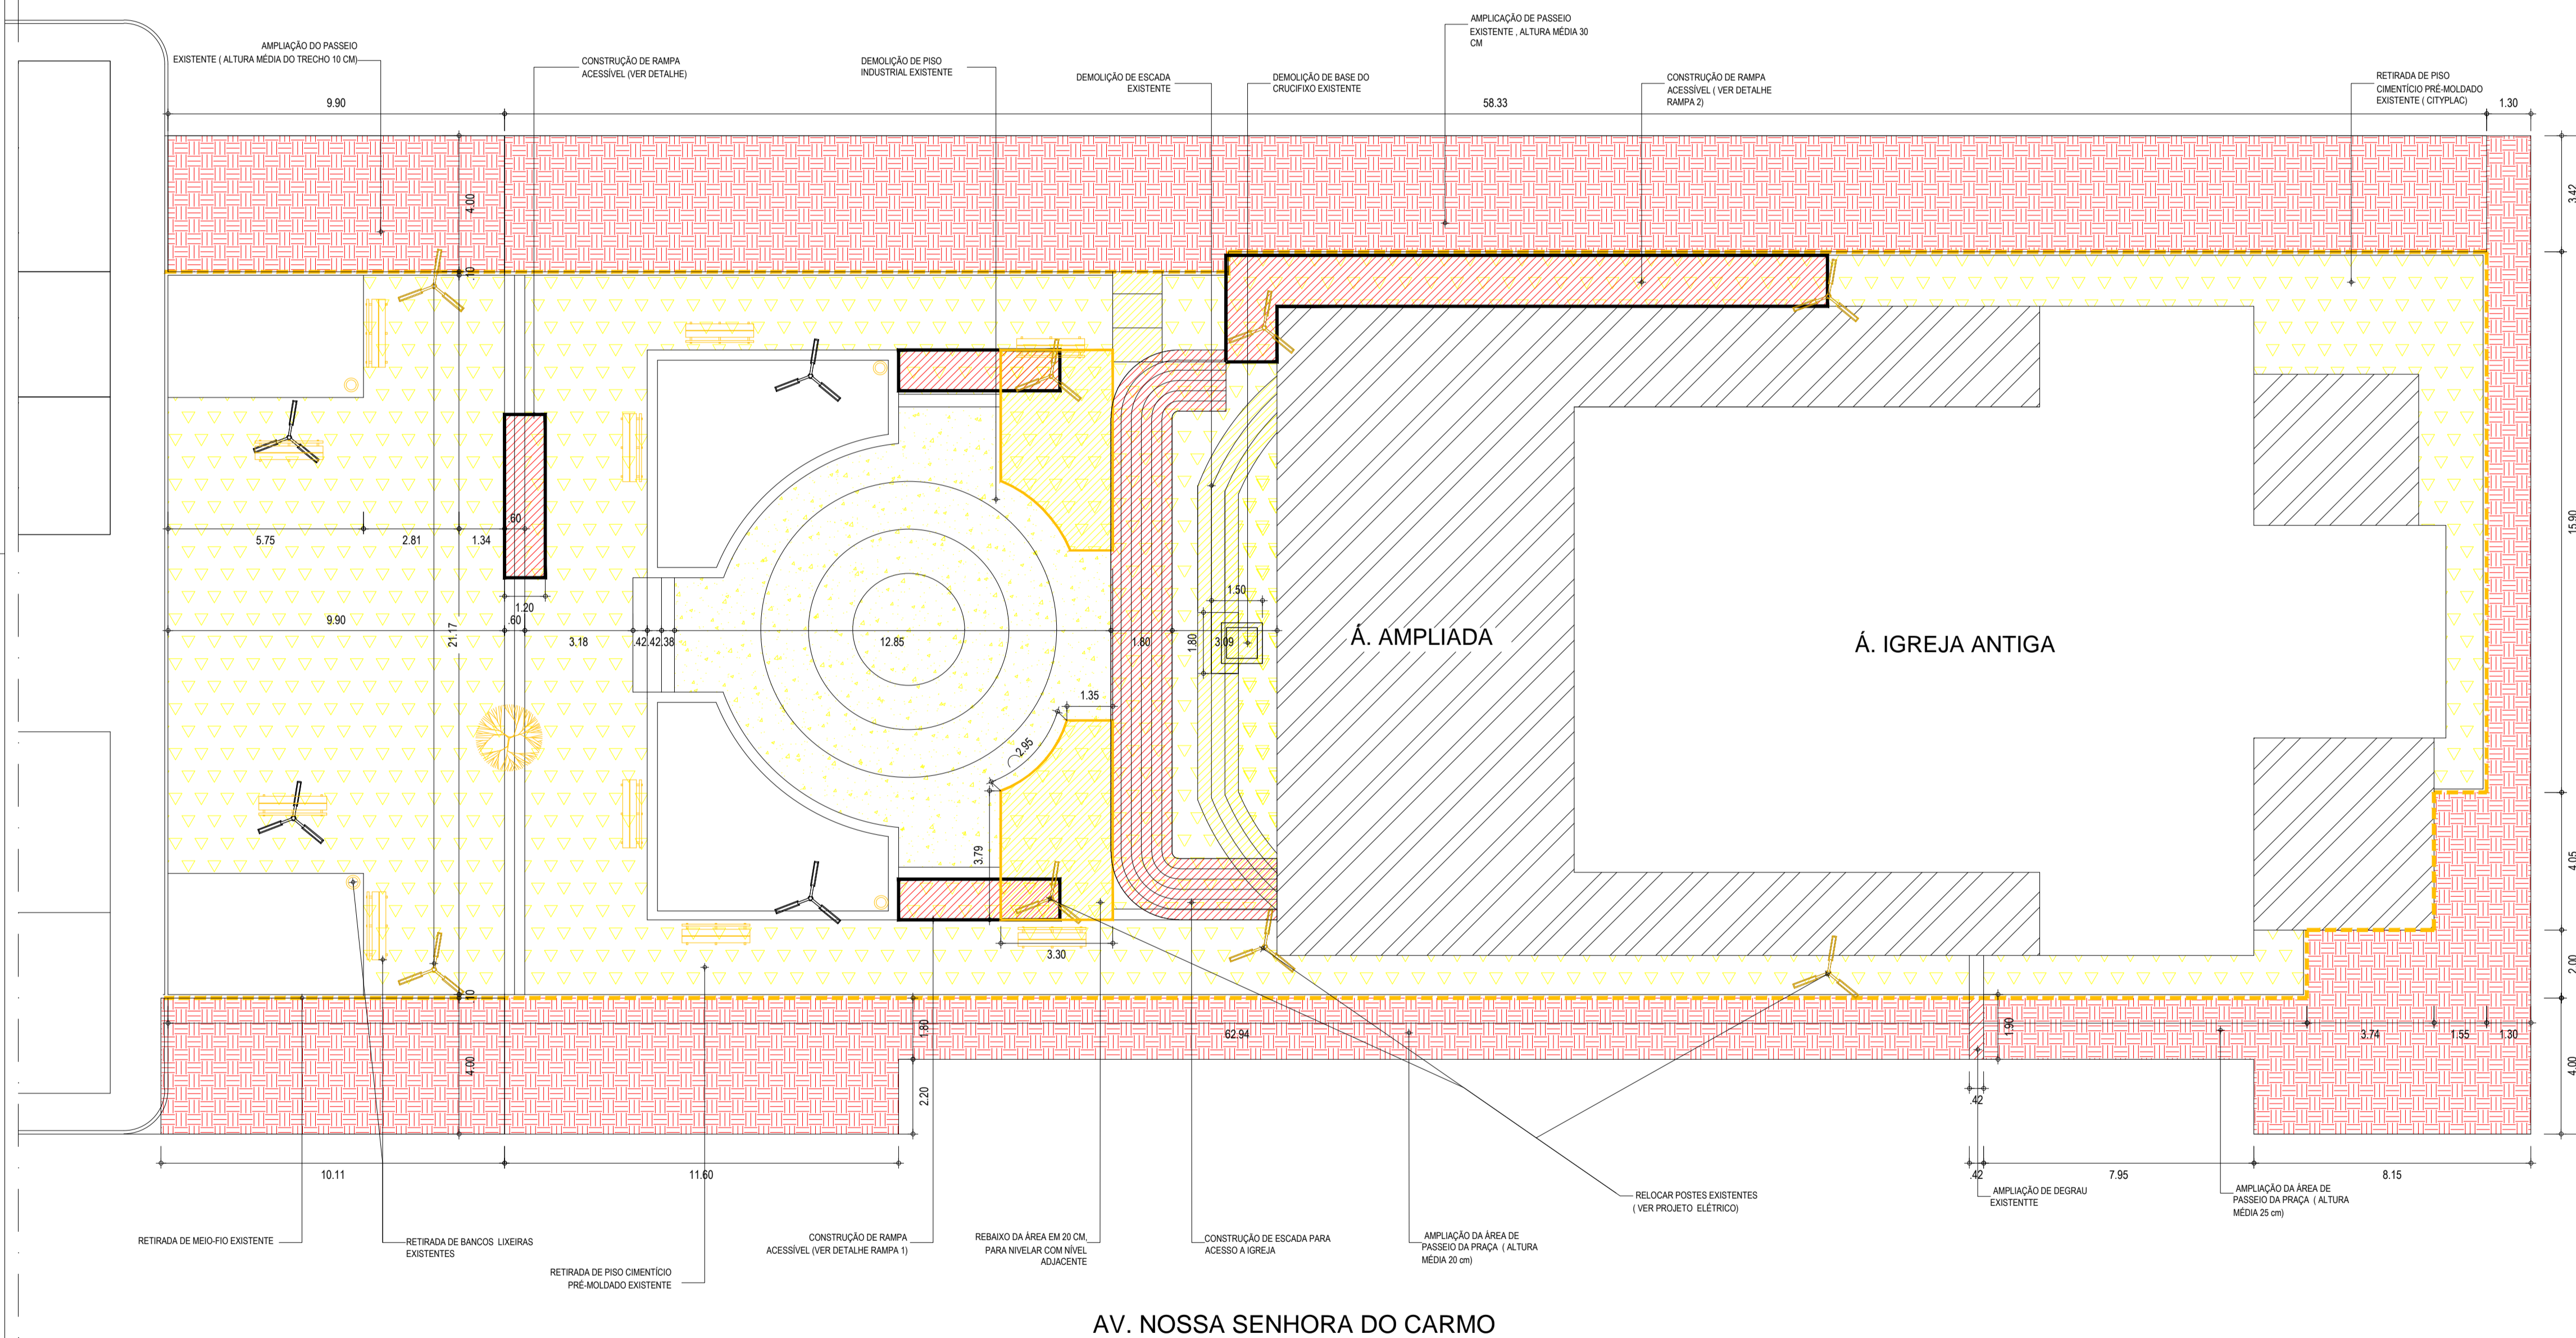 AMPLIAÇÃO DO PASSEIO
EXISTENTE ( ALTURA MÉDIA DO TRECHO 10 CM)
CONSTRUÇÃO DE RAMPA
ACESSÍVEL (VER DETALHE)
DEMOLIÇÃO DE PISO
INDUSTRIAL EXISTENTE
DEMOLIÇÃO DE ESCADA
EXISTENTE
DEMOLIÇÃO DE BASE DO
CRUCIFIXO EXISTENTE
AMPLICAÇÃO DE PASSEIO
EXISTENTE , ALTURA MÉDIA 30
CM
CONSTRUÇÃO DE RAMPA
ACESSÍVEL ( VER DETALHE
RAMPA 2)
RETIRADA DE PISO
CIMENTÍCIO PRÉ-MOLDADO
EXISTENTE ( CITYPLAC)
9.90
58.33
1.30
4.00
.10
3.42
15.90
4.05
2.00
4.00
5.75
2.81
1.34
.60
1.20
9.90
.60
3.18
.42
.42
.38
12.85
1.80
3.09
1.50
1.80
21.17
1.35
2.95
3.79
3.30
Á. AMPLIADA
Á. IGREJA ANTIGA
.10
4.00
1.80
2.20
62.94
1.90
3.74
1.55
1.30
.42
10.11
11.60
.42
7.95
8.15
RETIRADA DE MEIO-FIO EXISTENTE
RETIRADA DE BANCOS LIXEIRAS
EXISTENTES
RETIRADA DE PISO CIMENTÍCIO
PRÉ-MOLDADO EXISTENTE
CONSTRUÇÃO DE RAMPA
ACESSÍVEL (VER DETALHE RAMPA 1)
REBAIXO DA ÁREA EM 20 CM,
PARA NIVELAR COM NÍVEL
ADJACENTE
CONSTRUÇÃO DE ESCADA PARA
ACESSO A IGREJA
AMPLIAÇÃO DA ÀREA DE
PASSEIO DA PRAÇA ( ALTURA
MÉDIA 20 cm)
RELOCAR POSTES EXISTENTES
( VER PROJETO ELÉTRICO)
AMPLIAÇÃO DE DEGRAU
EXISTENTTE
AMPLIAÇÃO DA ÀREA DE
PASSEIO DA PRAÇA ( ALTURA
MÉDIA 25 cm)
AV. NOSSA SENHORA DO CARMO